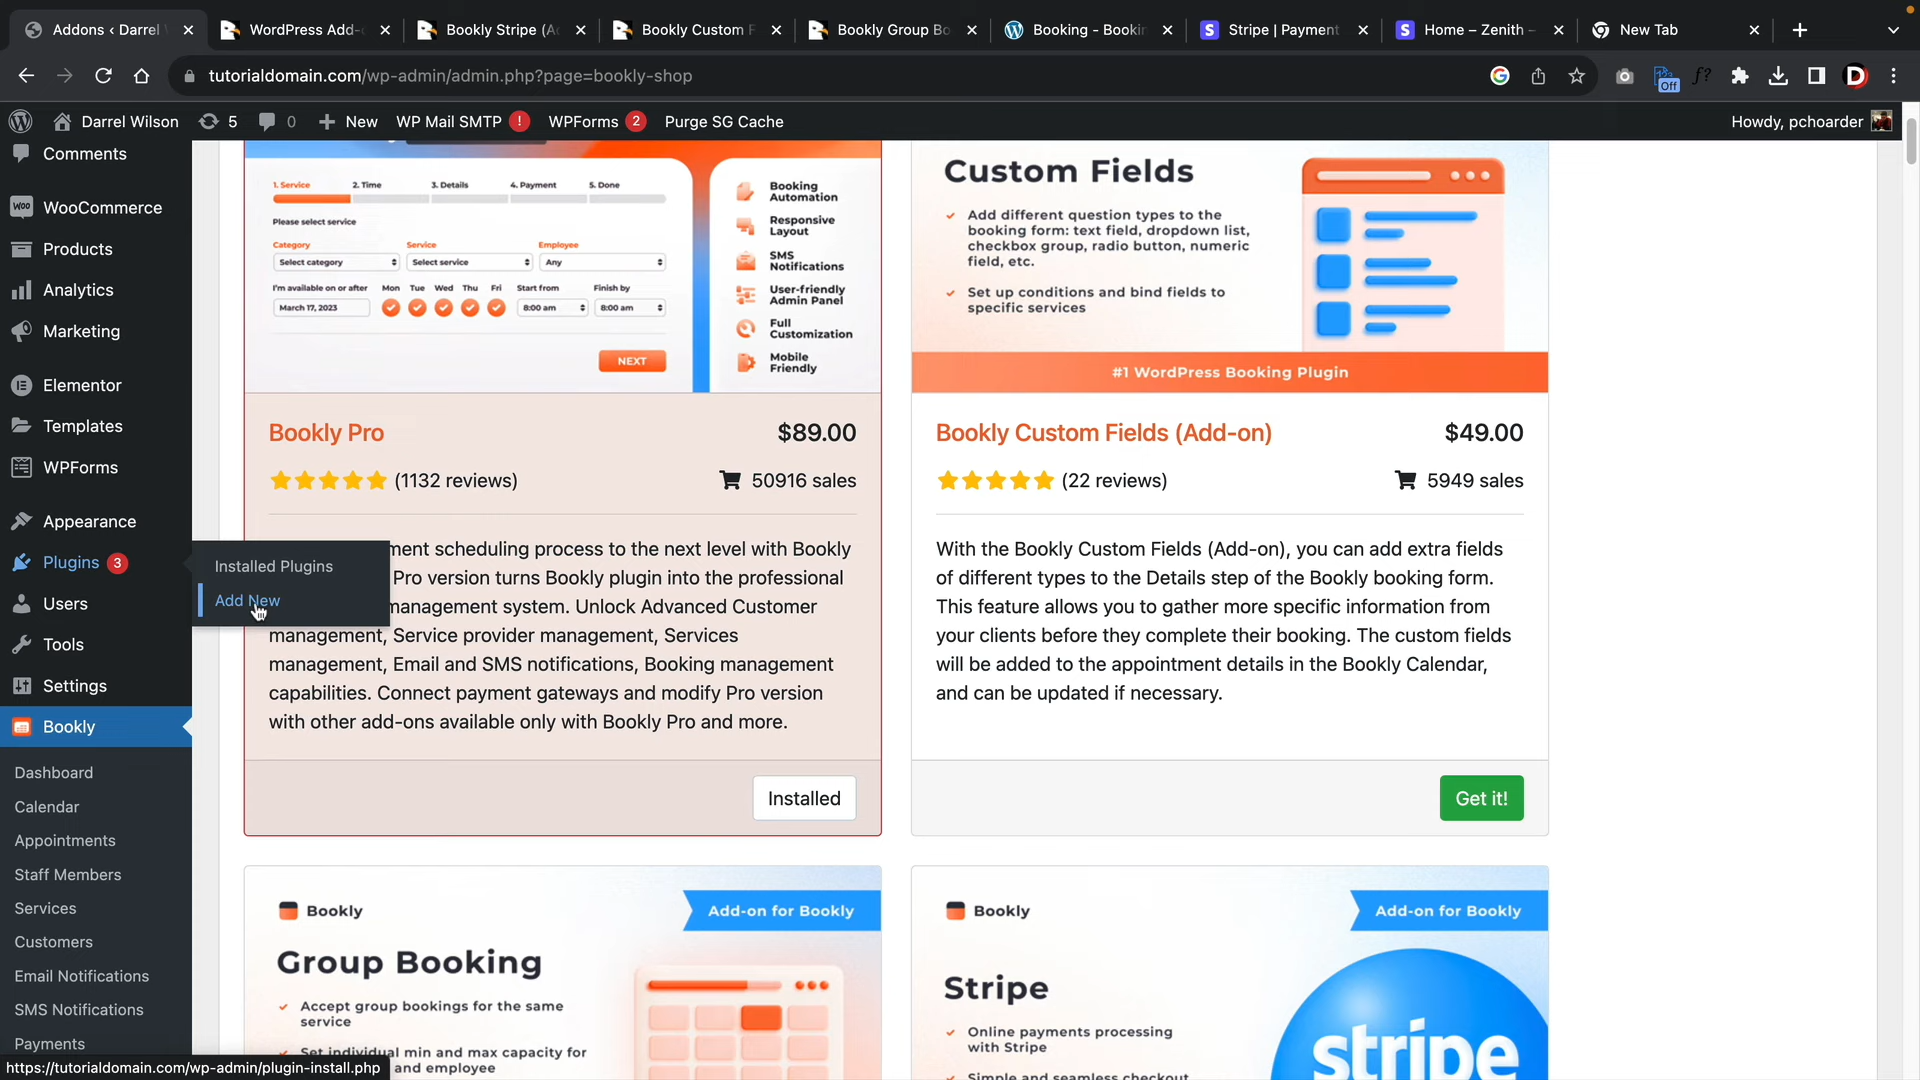 Addons ‹ Darrel
WordPress Add-
Bookly Stripe (A
Bookly Custom F
Bookly Group Bo
Booking - Bookin
Stripe | Payment
Home – Zenith –
New Tab
tutorialdomain.com/wp-admin/admin.php?page=bookly-shop
Off
f?
D
Darrel Wilson
5
0
New
WP Mail SMTP !
WPForms 2
Purge SG Cache
Howdy, pchoarder
Comments
WooCommerce
Products
Analytics
Marketing
Elementor
Templates
WPForms
Appearance
Plugins 3
Installed Plugins
Add New
Users
Tools
Settings
Bookly
Dashboard
Calendar
Appointments
Staff Members
Services
Customers
Email Notifications
SMS Notifications
Payments
https://tutorialdomain.com/wp-admin/plugin-install.php
1. Service 2. Time 3. Details 4. Payment 5. Done
Please select service
Category Service Employee
Select category Select service Any
I'm available on or after Mon Tue Wed Thu Fri Start from Finish by
March 17, 2023 8:00 am 8:00 am
NEXT
Booking
Automation
Responsive
Layout
SMS
Notifications
User-friendly
Admin Panel
Full
Customization
Mobile
Friendly
Bookly Pro $89.00
(1132 reviews) 50916 sales
ment scheduling process to the next level with Bookly
Pro version turns Bookly plugin into the professional
management system. Unlock Advanced Customer
management, Service provider management, Services
management, Email and SMS notifications, Booking management
capabilities. Connect payment gateways and modify Pro version
with other add-ons available only with Bookly Pro and more.
Installed
Custom Fields
Add different question types to the
booking form: text field, dropdown list,
checkbox group, radio button, numeric
field, etc.
Set up conditions and bind fields to
specific services
#1 WordPress Booking Plugin
Bookly Custom Fields (Add-on) $49.00
(22 reviews) 5949 sales
With the Bookly Custom Fields (Add-on), you can add extra fields
of different types to the Details step of the Bookly booking form.
This feature allows you to gather more specific information from
your clients before they complete their booking. The custom fields
will be added to the appointment details in the Bookly Calendar,
and can be updated if necessary.
Get it!
Bookly
Add-on for Bookly
Group Booking
Accept group bookings for the same
service
Set individual min and max capacity for
and employee
Bookly
Add-on for Bookly
Stripe
Online payments processing
with Stripe
Simple and seamless checkout
stripe